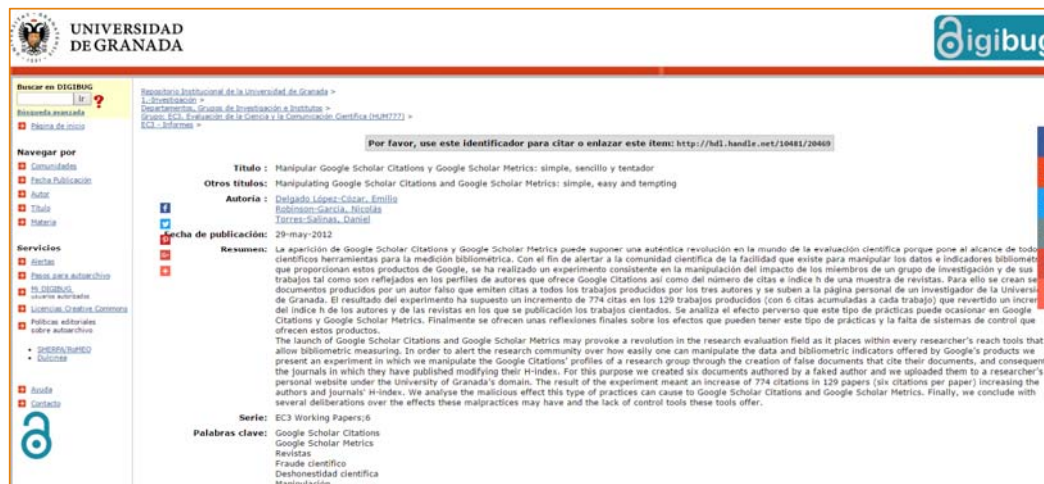 UNIVERSIDAD
DE GRANADA
igibug
Buscar en DIGIBUG
Ir ?
Búsqueda avanzada
Página de inicio
Navegar por
Comunidades
Fecha Publicación
Autor
Título
Materia
Servicios
Alertas
Pasos para autoarchivo
Mi DIGIBUG
usuarios autorizados
Licencias Creative Commons
Políticas editoriales
sobre autoarchivo
SHERPA/RoMEO
Dulcinea
Ayuda
Contacto
Repositorio Institucional de la Universidad de Granada >
1.-Investigación >
Departamentos, Grupos de Investigación e Institutos >
Grupo: EC3. Evaluación de la Ciencia y la Comunicación Científica (HUM777) >
EC3 - Informes >
Por favor, use este identificador para citar o enlazar este ítem: http://hdl.handle.net/10481/20469
Título : Manipular Google Scholar Citations y Google Scholar Metrics: simple, sencillo y tentador
Otros títulos: Manipulating Google Scholar Citations and Google Scholar Metrics: simple, easy and tempting
Autoría : Delgado López-Cózar, Emilio
Robinson-García, Nicolás
Torres-Salinas, Daniel
Fecha de publicación: 29-may-2012
Resumen: La aparición de Google Scholar Citations y Google Scholar Metrics puede suponer una auténtica revolución en el mundo de la evaluación científica porque pone al alcance de todo
científicos herramientas para la medición bibliométrica. Con el fin de alertar a la comunidad científica de la facilidad que existe para manipular los datos e indicadores bibliomét
que proporcionan estos productos de Google, se ha realizado un experimento consistente en la manipulación del impacto de los miembros de un grupo de investigación y de sus
trabajos tal como son reflejados en los perfiles de autores que ofrece Google Citations así como del número de citas e índice h de una muestra de revistas. Para ello se crean se
documentos producidos por un autor falso que emiten citas a todos los trabajos producidos por los tres autores y se suben a la página personal de un investigador de la Universi
de Granada. El resultado del experimento ha supuesto un incremento de 774 citas en los 129 trabajos producidos (con 6 citas acumuladas a cada trabajo) que revertido un increm
del índice h de los autores y de las revistas en los que se publicación los trabajos cientados. Se analiza el efecto perverso que este tipo de prácticas puede ocasionar en Google
Citations y Google Scholar Metrics. Finalmente se ofrecen unas reflexiones finales sobre los efectos que pueden tener este tipo de prácticas y la falta de sistemas de control que
ofrecen estos productos.
The launch of Google Scholar Citations and Google Scholar Metrics may provoke a revolution in the research evaluation field as it places within every researcher's reach tools that
allow bibliometric measuring. In order to alert the research community over how easily one can manipulate the data and bibliometric indicators offered by Google's products we
present an experiment in which we manipulate the Google Citations' profiles of a research group through the creation of false documents that cite their documents, and consequent
the journals in which they have published modifying their H-index. For this purpose we created six documents authored by a faked author and we uploaded them to a researcher's
personal website under the University of Granada's domain. The result of the experiment meant an increase of 774 citations in 129 papers (six citations per paper) increasing the
authors and journals' H-index. We analyse the malicious effect this type of practices can cause to Google Scholar Citations and Google Scholar Metrics. Finally, we conclude with
several deliberations over the effects these malpractices may have and the lack of control tools these tools offer.
Serie: EC3 Working Papers;6
Palabras clave: Google Scholar Citations
Google Scholar Metrics
Revistas
Fraude científico
Deshonestidad científica
Manipulación